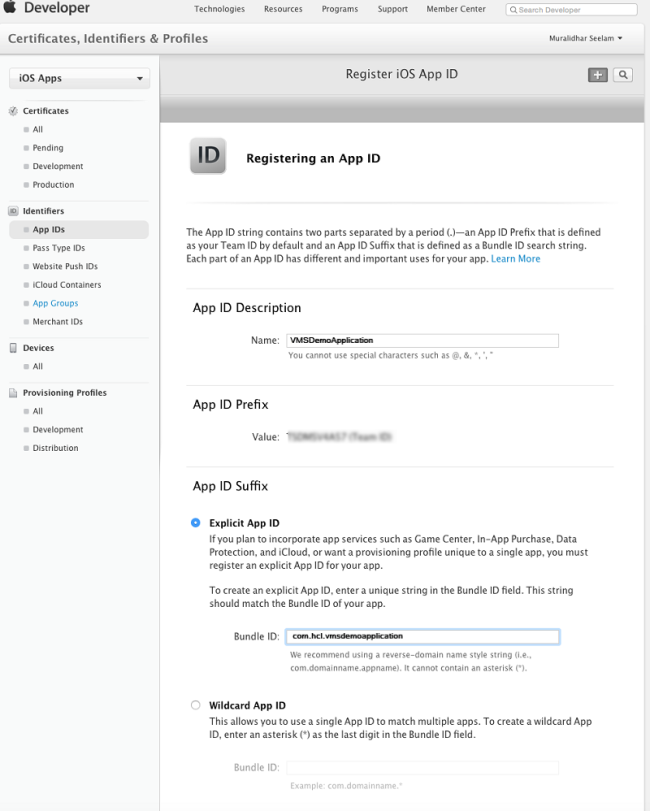 Developer
Technologies Resources Programs Support Member Center Search Developer
Certificates, Identifiers & Profiles
Muralidhar Seelam
iOS Apps
Register iOS App ID
Certificates
All
Pending
Development
Production
Identifiers
App IDs
Pass Type IDs
Website Push IDs
iCloud Containers
App Groups
Merchant IDs
Devices
All
Provisioning Profiles
All
Development
Distribution
ID
Registering an App ID
The App ID string contains two parts separated by a period (.)—an App ID Prefix that is defined
as your Team ID by default and an App ID Suffix that is defined as a Bundle ID search string.
Each part of an App ID has different and important uses for your app. Learn More
App ID Description
Name: VMSDemoApplication
You cannot use special characters such as @, &, *, ', "
App ID Prefix
Value: (Team ID)
App ID Suffix
Explicit App ID
If you plan to incorporate app services such as Game Center, In-App Purchase, Data
Protection, and iCloud, or want a provisioning profile unique to a single app, you must
register an explicit App ID for your app.
To create an explicit App ID, enter a unique string in the Bundle ID field. This string
should match the Bundle ID of your app.
Bundle ID: com.hcl.vmsdemoapplication
We recommend using a reverse-domain name style string (i.e.,
com.domainname.appname). It cannot contain an asterisk (*).
Wildcard App ID
This allows you to use a single App ID to match multiple apps. To create a wildcard App
ID, enter an asterisk (*) as the last digit in the Bundle ID field.
Bundle ID:
Example: com.domainname.*